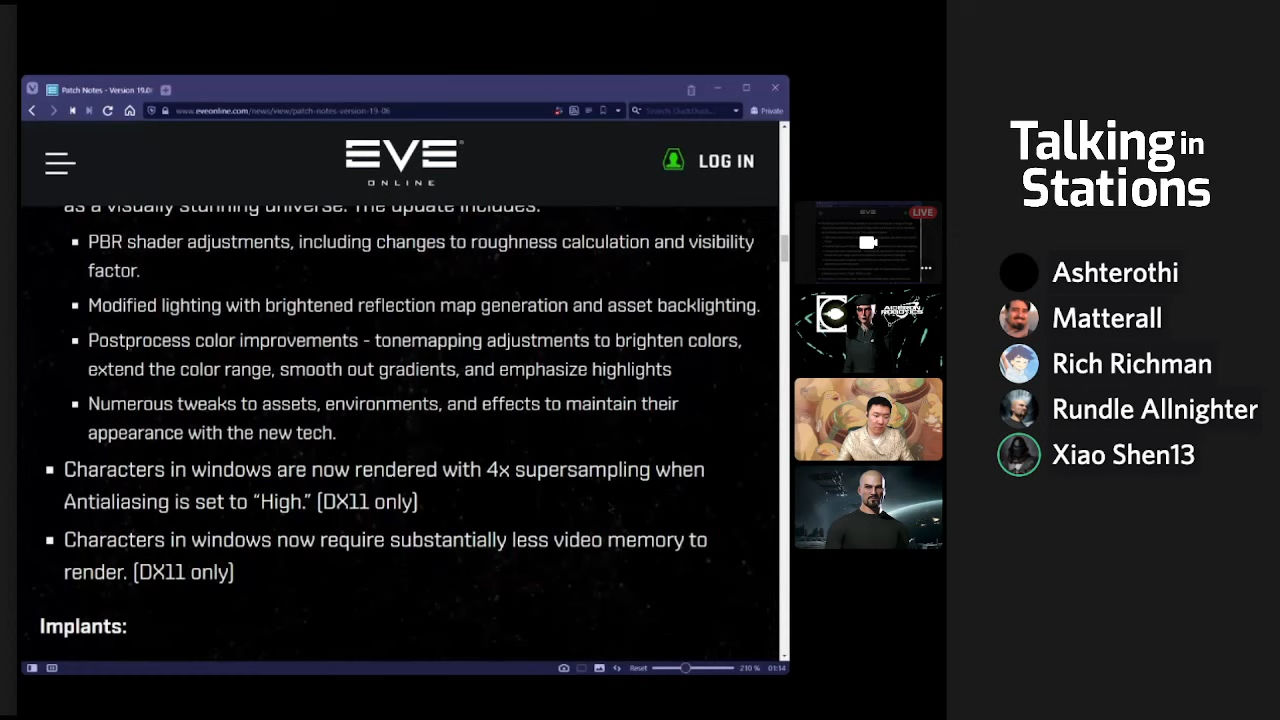 Patch Notes - Version 19.0
www.eveonline.com/news/view/patch-notes-version-19-06
Private
EVE
ONLINE
LOG IN
as a visually stunning universe. The update includes:
▪ PBR shader adjustments, including changes to roughness calculation and visibility
factor.
▪ Modified lighting with brightened reflection map generation and asset backlighting.
▪ Postprocess color improvements - tonemapping adjustments to brighten colors,
extend the color range, smooth out gradients, and emphasize highlights
▪ Numerous tweaks to assets, environments, and effects to maintain their
appearance with the new tech.
▪ Characters in windows are now rendered with 4x supersampling when
Antialiasing is set to “High.” (DX11 only)
▪ Characters in windows now require substantially less video memory to
render. (DX11 only)
Implants:
Reset
210 %
01:14
LIVE
Talking in
Stations
Ashterothi
Matterall
Rich Richman
Rundle Allnighter
Xiao Shen13